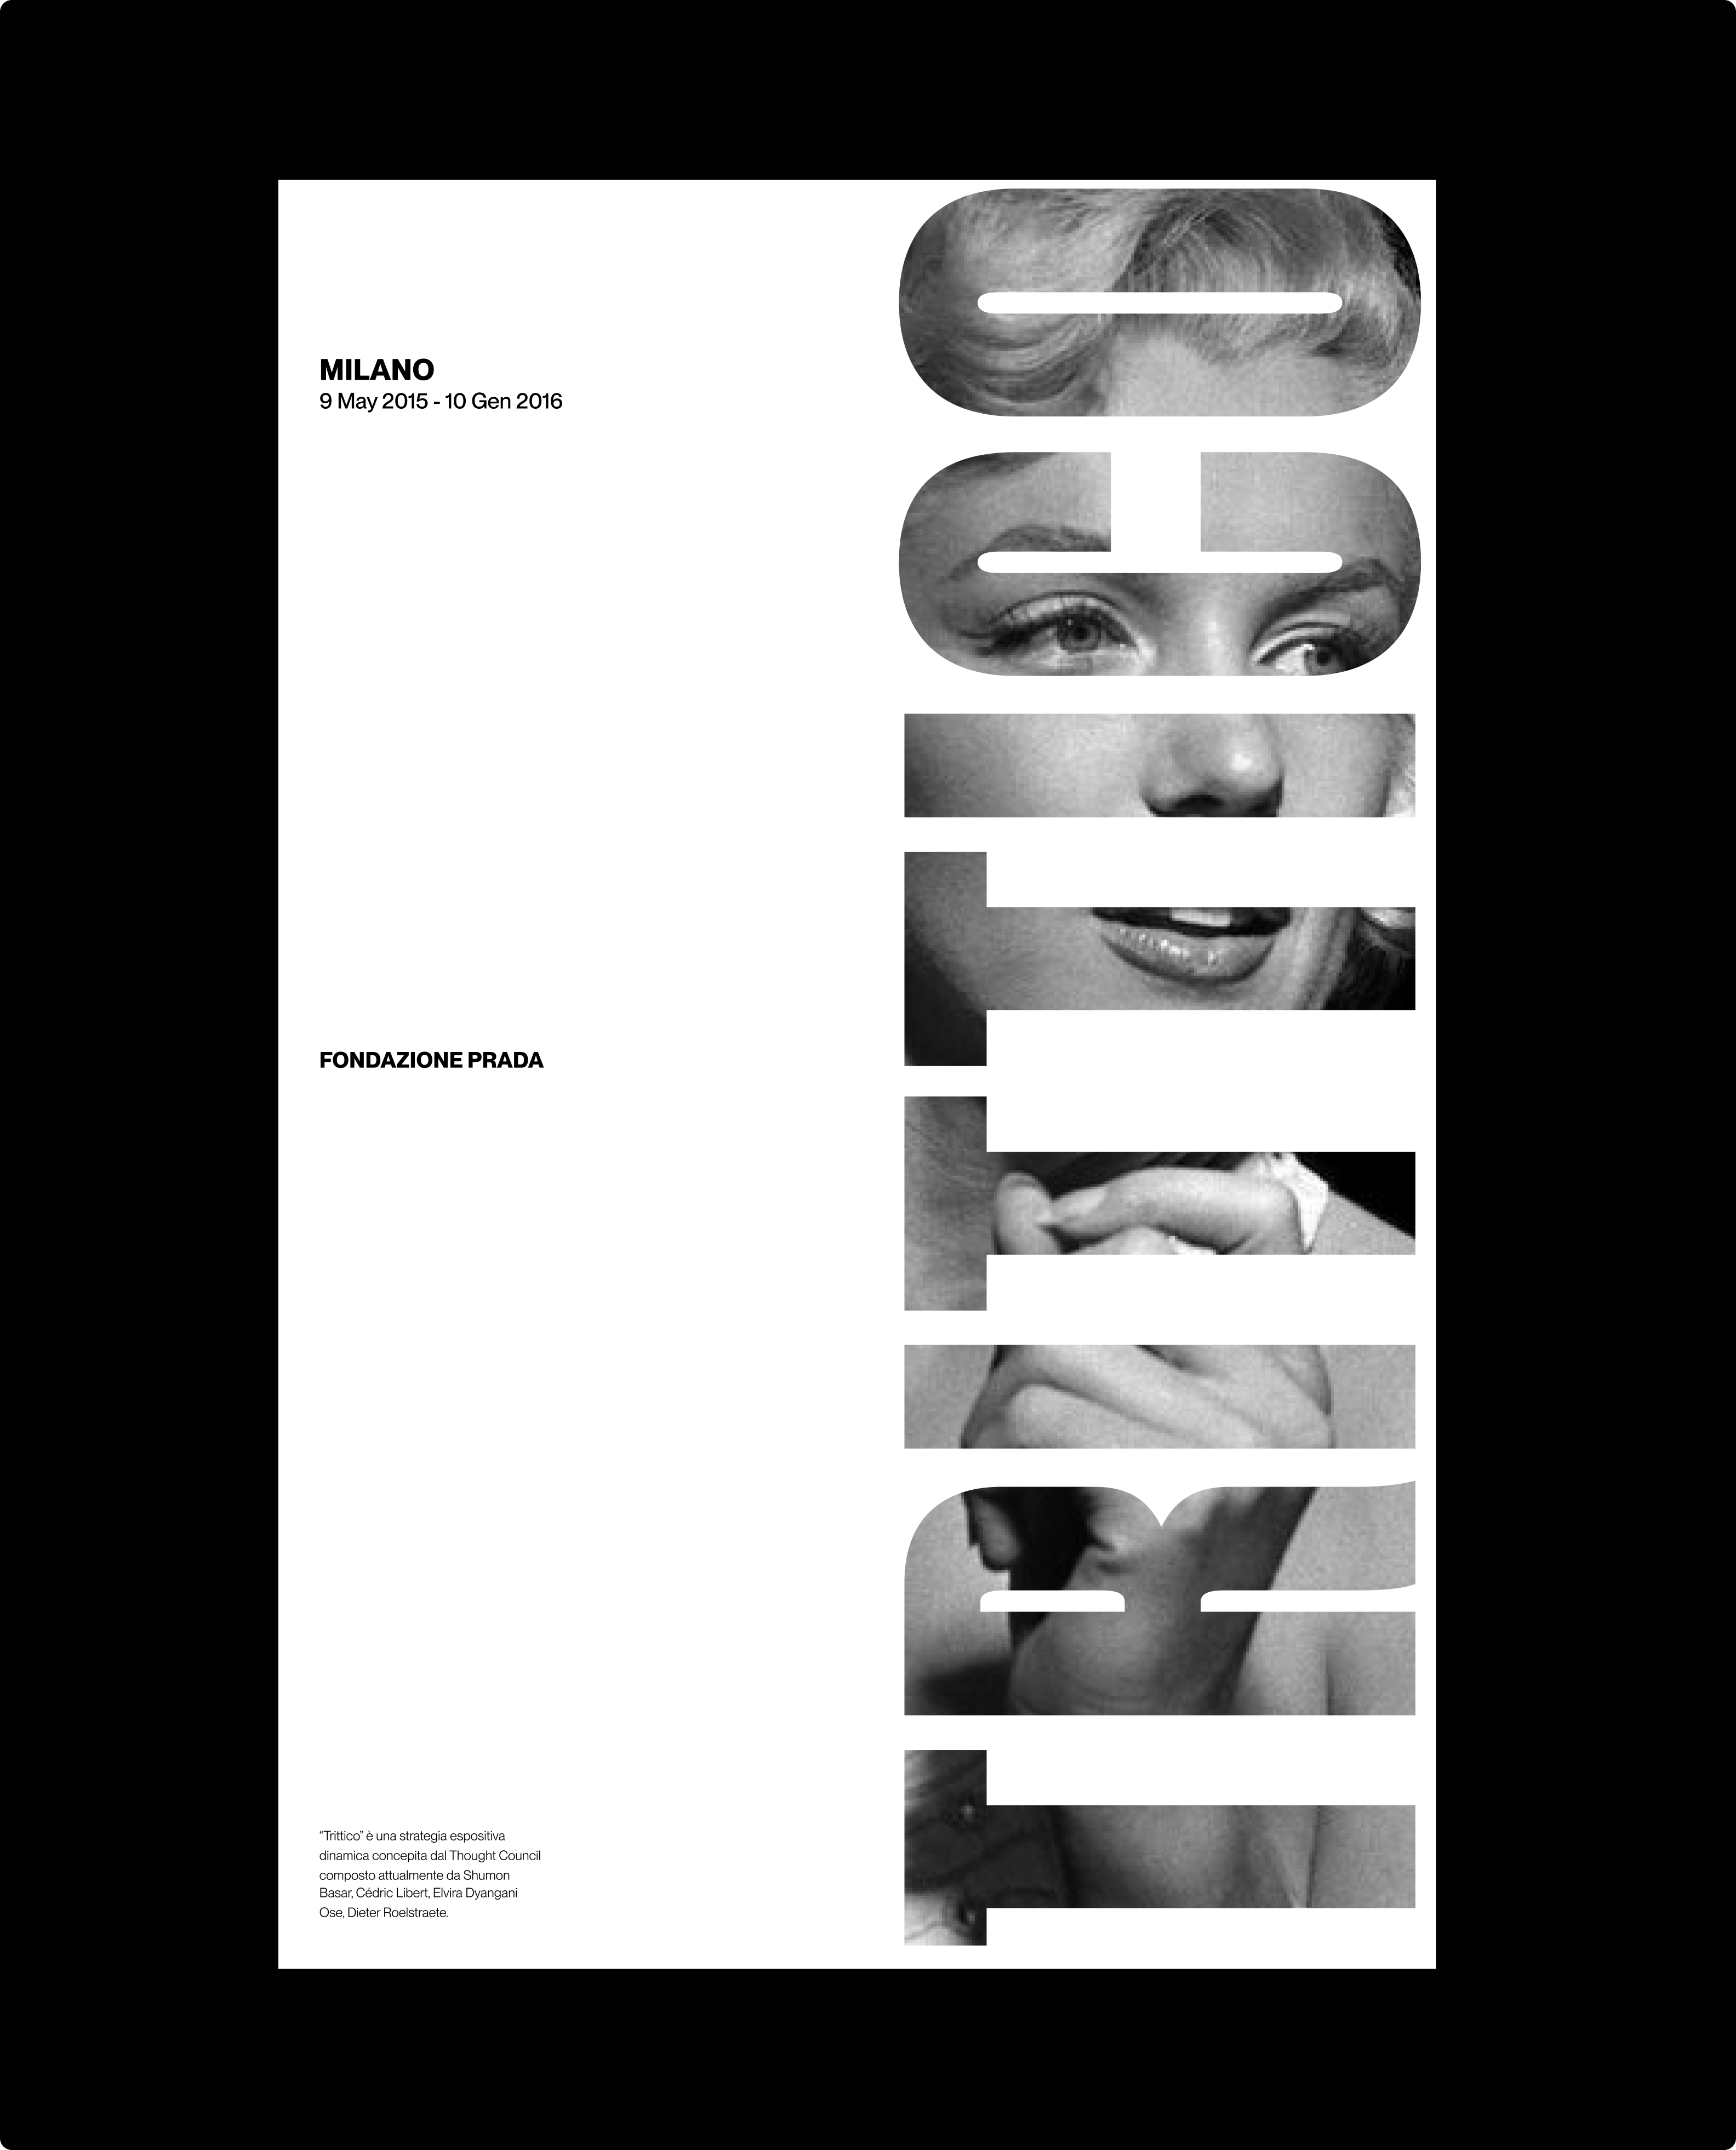 MILANO
9 May 2015 - 10 Gen 2016
FONDAZIONE PRADA
“Trittico” è una strategia espositiva
dinamica concepita dal Thought Council
composto attualmente da Shumon
Basar, Cédric Libert, Elvira Dyangani
Ose, Dieter Roelstraete.
TRITTICO